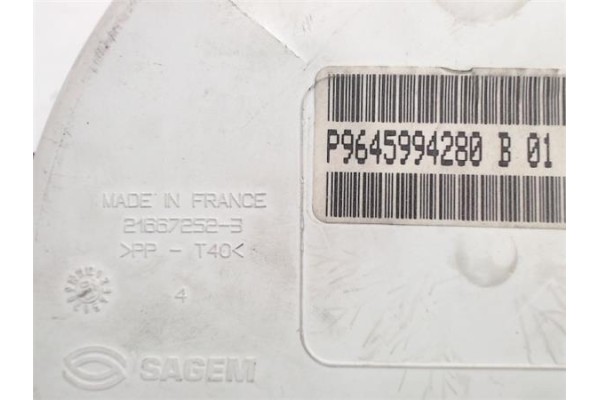 P9645994280 B 01
MADE IN FRANCE
21667252-3
>PP - T40<
4
SAGEM